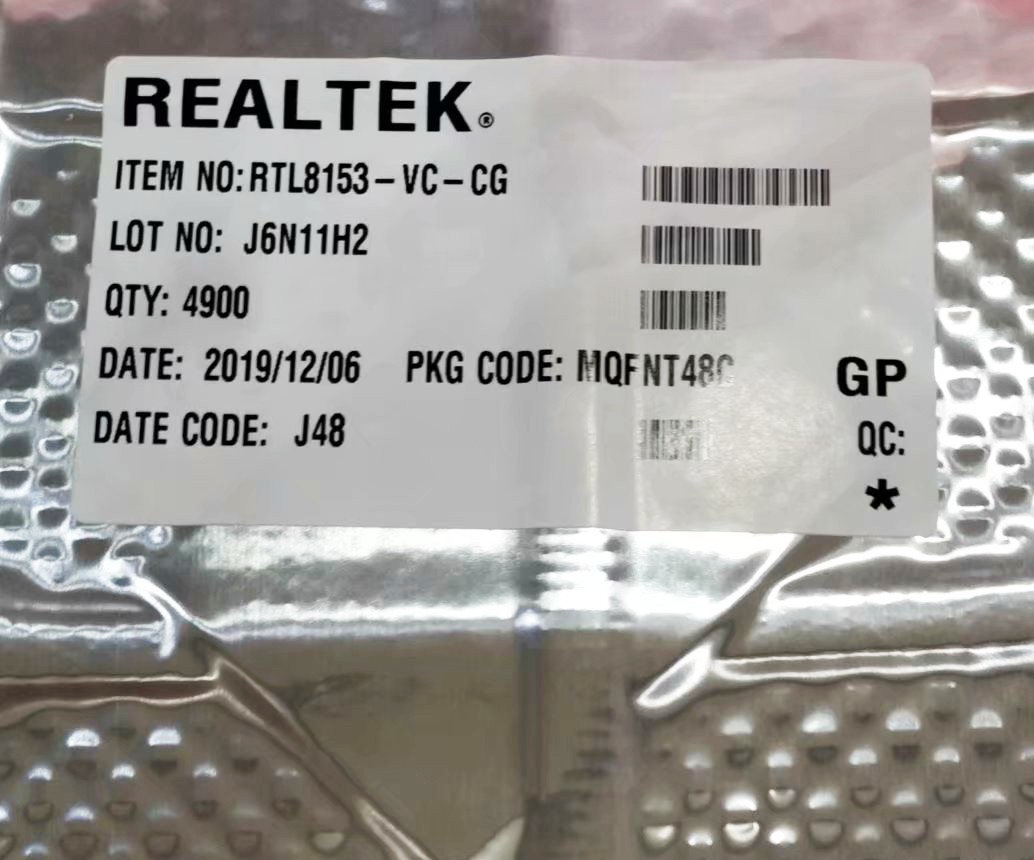 REALTEK®
ITEM NO: RTL8153-VC-CG
LOT NO: J6N11H2
QTY: 4900
DATE: 2019/12/06 PKG CODE: MQFNT48C
GP
DATE CODE: J48
QC:
*